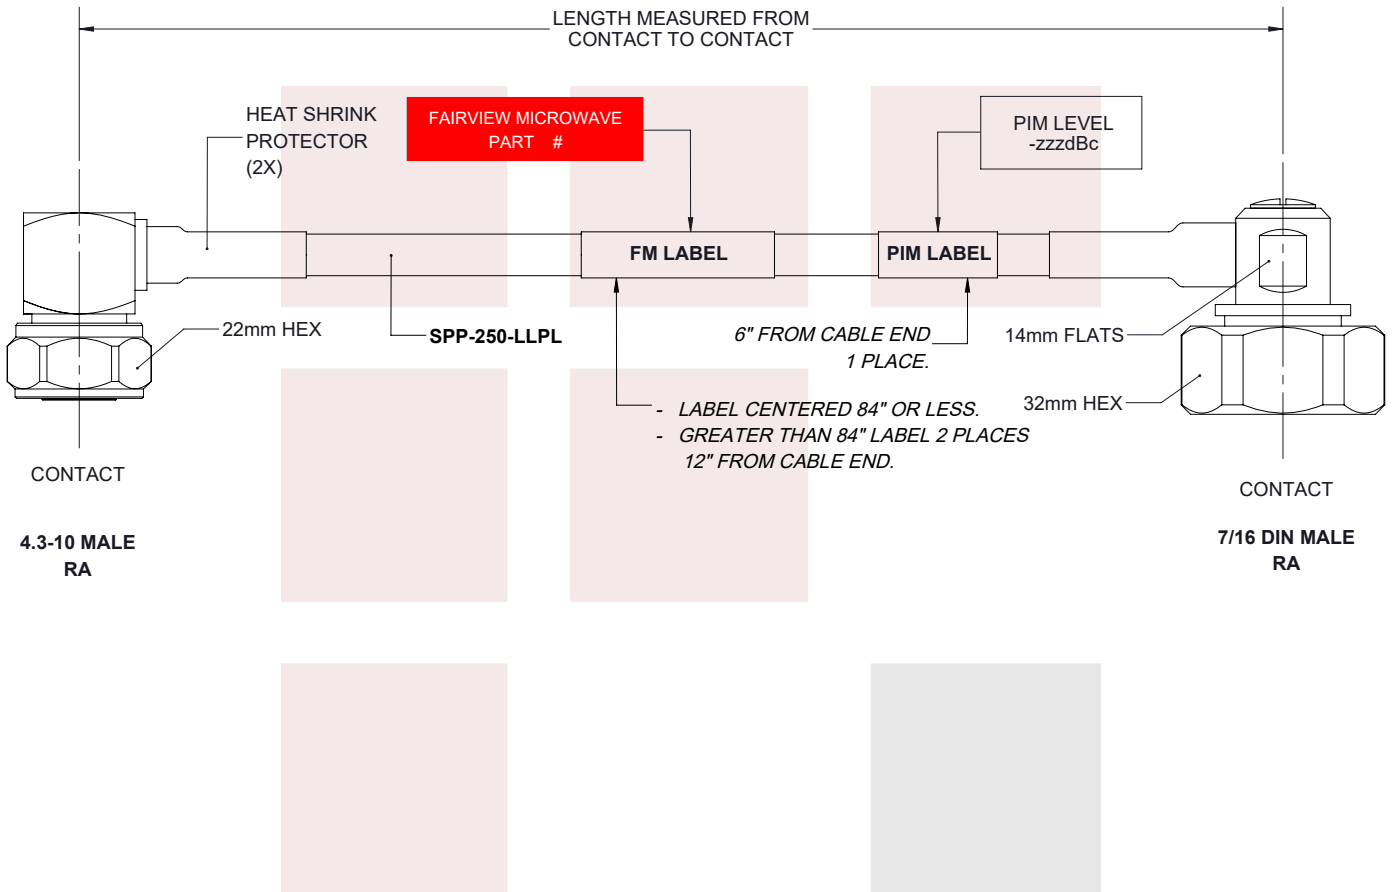 LENGTH MEASURED FROM
CONTACT TO CONTACT
HEAT SHRINK
PROTECTOR
(2X)
FAIRVIEW MICROWAVE
PART #
PIM LEVEL
-zzzdBc
FM LABEL
PIM LABEL
22mm HEX
SPP-250-LLPL
6" FROM CABLE END
1 PLACE.
14mm FLATS
32mm HEX
- LABEL CENTERED 84" OR LESS.
- GREATER THAN 84" LABEL 2 PLACES
12" FROM CABLE END.
CONTACT
4.3-10 MALE
RA
CONTACT
7/16 DIN MALE
RA